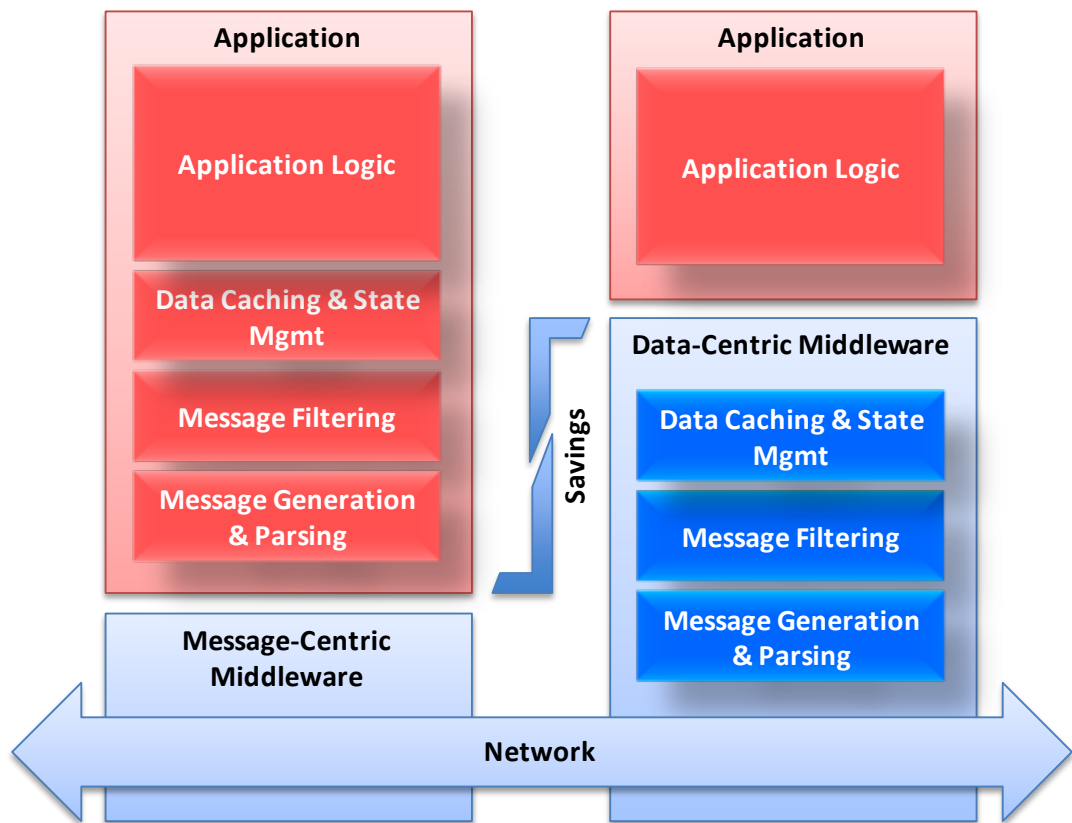 Application
Application Logic
Data Caching & State
Mgmt
Message Filtering
Message Generation
& Parsing
Message-Centric
Middleware
Savings
Application
Application Logic
Data-Centric Middleware
Data Caching & State
Mgmt
Message Filtering
Message Generation
& Parsing
Network